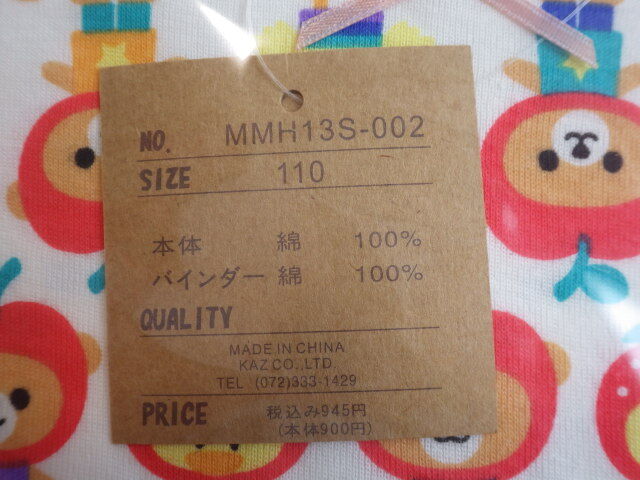 NO. MMH13S-002
SIZE 110
本体 綿 100%
バインダー 綿 100%
QUALITY
MADE IN CHINA
KAZ CO.,LTD.
TEL (072)333-1429
PRICE 税込み945円
(本体900円)